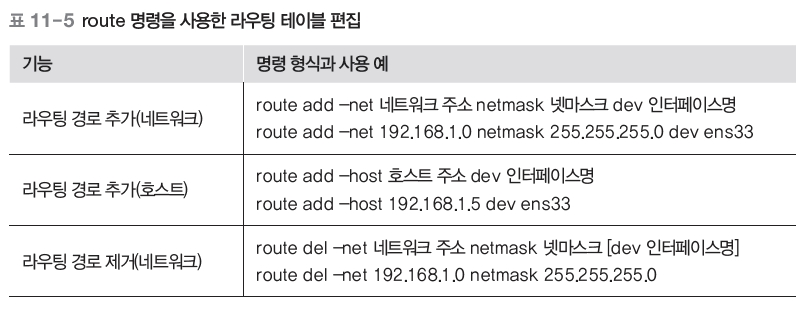 표 11-5 route 명령을 사용한 라우팅 테이블 편집
기능 명령 형식과 사용 예
라우팅 경로 추가(네트워크)
route add –net 네트워크 주소 netmask 넷마스크 dev 인터페이스명
route add –net 192.168.1.0 netmask 255.255.255.0 dev ens33
라우팅 경로 추가(호스트)
route add –host 호스트 주소 dev 인터페이스명
route add –host 192.168.1.5 dev ens33
라우팅 경로 제거(네트워크)
route del –net 네트워크 주소 netmask 넷마스크 [dev 인터페이스명]
route del –net 192.168.1.0 netmask 255.255.255.0